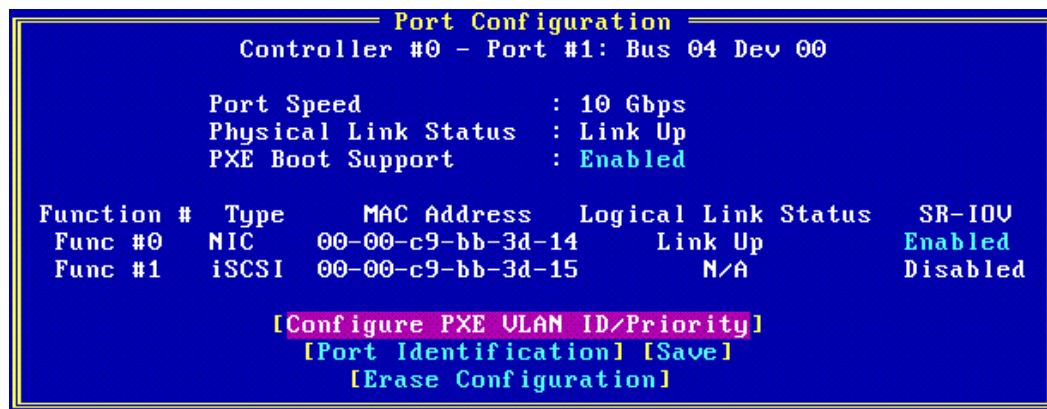 Port Configuration
Controller #0 - Port #1: Bus 04 Dev 00
Port Speed : 10 Gbps
Physical Link Status : Link Up
PXE Boot Support : Enabled
Function # Type MAC Address Logical Link Status SR-IOV
Func #0 NIC 00-00-c9-bb-3d-14 Link Up Enabled
Func #1 iSCSI 00-00-c9-bb-3d-15 N/A Disabled
[Configure PXE VLAN ID/Priority]
[Port Identification] [Save]
[Erase Configuration]